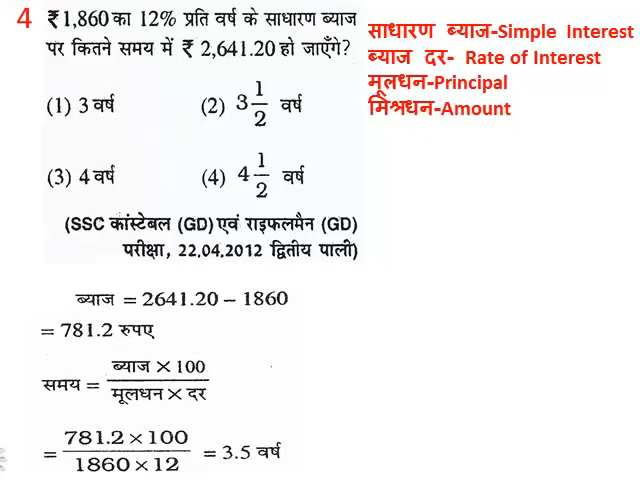 4 ₹1,860 का 12% प्रति वर्ष के साधारण ब्याज
पर कितने समय में ₹ 2,641.20 हो जाएँगे?
(1) 3 वर्ष (2) 3 1/2 वर्ष
(3) 4 वर्ष (4) 4 1/2 वर्ष
(SSC कांस्टेबल (GD) एवं राइफलमैन (GD)
परीक्षा, 22.04.2012 द्वितीय पाली)
साधारण ब्याज-Simple Interest
ब्याज दर- Rate of Interest
मूलधन-Principal
मिश्रधन-Amount
ब्याज = 2641.20 – 1860
= 781.2 रुपए
समय = ब्याज × 100 / मूलधन × दर
= 781.2 × 100 / 1860 × 12 = 3.5 वर्ष